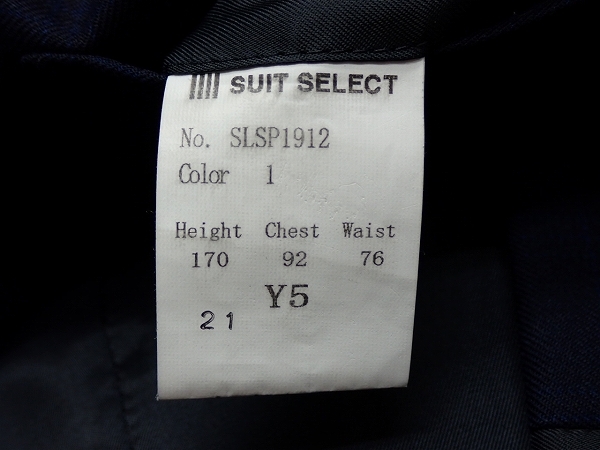 SUIT SELECT
No. SLSP1912
Color 1
Height Chest Waist
170 92 76
Y5
21